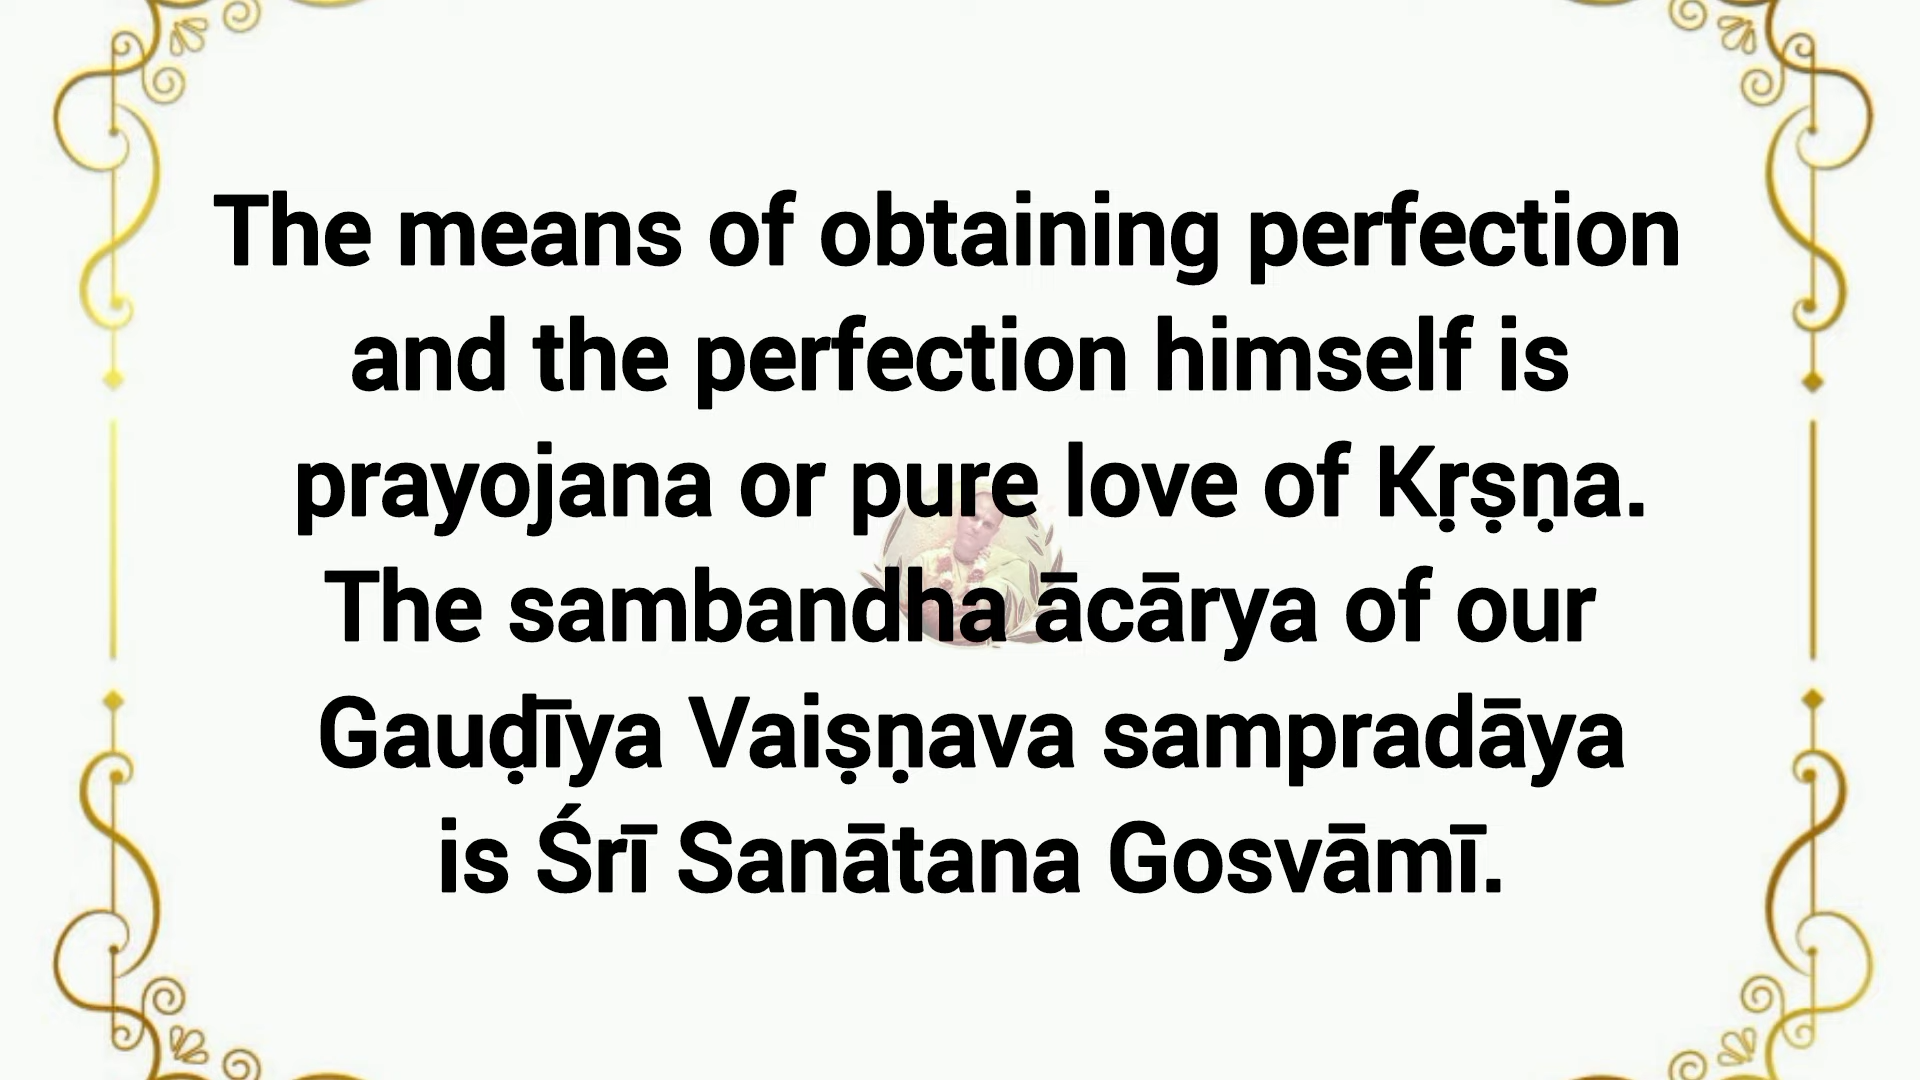 The means of obtaining perfection
and the perfection himself is
prayojana or pure love of Kṛṣṇa.
The sambandha ācārya of our
Gauḍīya Vaiṣṇava sampradāya
is Śrī Sanātana Gosvāmī.